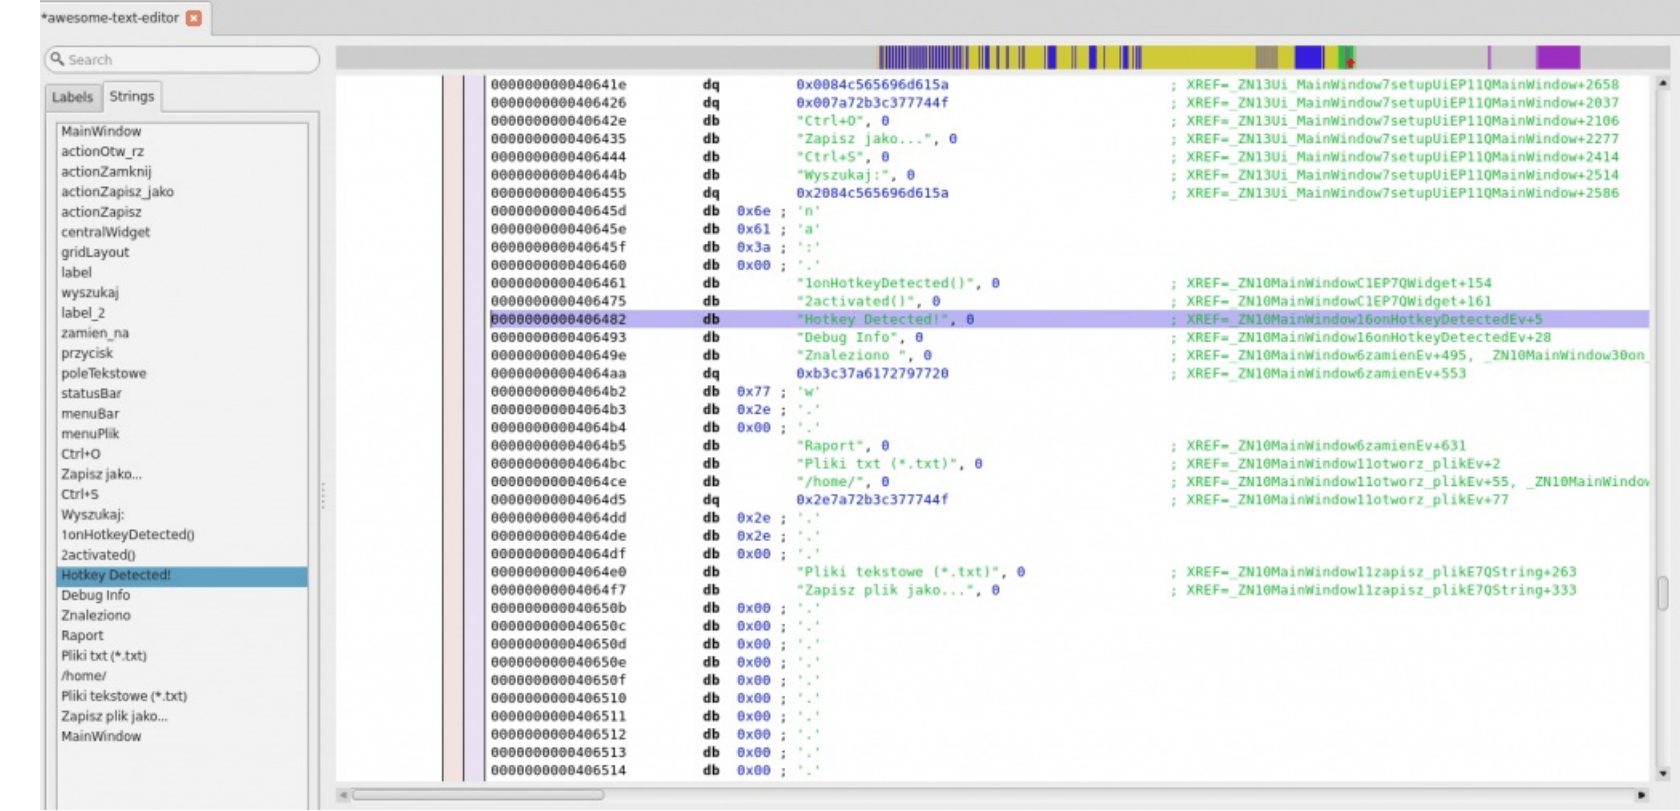 *awesome-text-editor
Search
Labels Strings
MainWindow
actionOtw_rz
actionZamknij
actionZapisz_jako
actionZapisz
centralWidget
gridLayout
label
wyszukaj
label_2
zamien_na
przycisk
poleTekstowe
statusBar
menuBar
menuPlik
Ctrl+O
Zapisz jako...
Ctrl+S
Wyszukaj:
1onHotkeyDetected()
2activated()
Hotkey Detected!
Debug Info
Znaleziono
Raport
Pliki txt (*.txt)
/home/
Pliki tekstowe (*.txt)
Zapisz plik jako...
MainWindow
000000000040641e dq 0x0084c565696d615a ; XREF=_ZN13Ui_MainWindow7setupUiEP11QMainWindow+2658
0000000000406426 dq 0x007a72b3c377744f ; XREF=_ZN13Ui_MainWindow7setupUiEP11QMainWindow+2037
000000000040642e db "Ctrl+O", 0 ; XREF=_ZN13Ui_MainWindow7setupUiEP11QMainWindow+2106
0000000000406435 db "Zapisz jako...", 0 ; XREF=_ZN13Ui_MainWindow7setupUiEP11QMainWindow+2277
0000000000406444 db "Ctrl+S", 0 ; XREF=_ZN13Ui_MainWindow7setupUiEP11QMainWindow+2414
000000000040644b db "Wyszukaj:", 0 ; XREF=_ZN13Ui_MainWindow7setupUiEP11QMainWindow+2514
0000000000406455 dq 0x2084c565696d615a ; XREF=_ZN13Ui_MainWindow7setupUiEP11QMainWindow+2586
000000000040645d db 0x6e ; 'n'
000000000040645e db 0x61 ; 'a'
000000000040645f db 0x3a ; ':'
0000000000406460 db 0x00 ; '.'
0000000000406461 db "1onHotkeyDetected()", 0 ; XREF=_ZN10MainWindowC1EP7QWidget+154
0000000000406475 db "2activated()", 0 ; XREF=_ZN10MainWindowC1EP7QWidget+161
0000000000406482 db "Hotkey Detected!", 0 ; XREF=_ZN10MainWindow16onHotkeyDetectedEv+5
0000000000406493 db "Debug Info", 0 ; XREF=_ZN10MainWindow16onHotkeyDetectedEv+28
000000000040649e db "Znaleziono ", 0 ; XREF=_ZN10MainWindow6zamienEv+495, _ZN10MainWindow30on_
00000000004064aa dq 0xb3c37a6172797720 ; XREF=_ZN10MainWindow6zamienEv+553
00000000004064b2 db 0x77 ; 'w'
00000000004064b3 db 0x2e ; '.'
00000000004064b4 db 0x00 ; '.'
00000000004064b5 db "Raport", 0 ; XREF=_ZN10MainWindow6zamienEv+631
00000000004064bc db "Pliki txt (*.txt)", 0 ; XREF=_ZN10MainWindow11otworz_plikEv+2
00000000004064ce db "/home/", 0 ; XREF=_ZN10MainWindow11otworz_plikEv+55, _ZN10MainWindow
00000000004064d5 dq 0x2e7a72b3c377744f ; XREF=_ZN10MainWindow11otworz_plikEv+77
00000000004064dd db 0x2e ; '.'
00000000004064de db 0x2e ; '.'
00000000004064df db 0x00 ; '.'
00000000004064e0 db "Pliki tekstowe (*.txt)", 0 ; XREF=_ZN10MainWindow11zapisz_plikE7QString+263
00000000004064f7 db "Zapisz plik jako...", 0 ; XREF=_ZN10MainWindow11zapisz_plikE7QString+333
000000000040650b db 0x00 ; '.'
000000000040650c db 0x00 ; '.'
000000000040650d db 0x00 ; '.'
000000000040650e db 0x00 ; '.'
000000000040650f db 0x00 ; '.'
0000000000406510 db 0x00 ; '.'
0000000000406511 db 0x00 ; '.'
0000000000406512 db 0x00 ; '.'
0000000000406513 db 0x00 ; '.'
0000000000406514 db 0x00 ; '.'